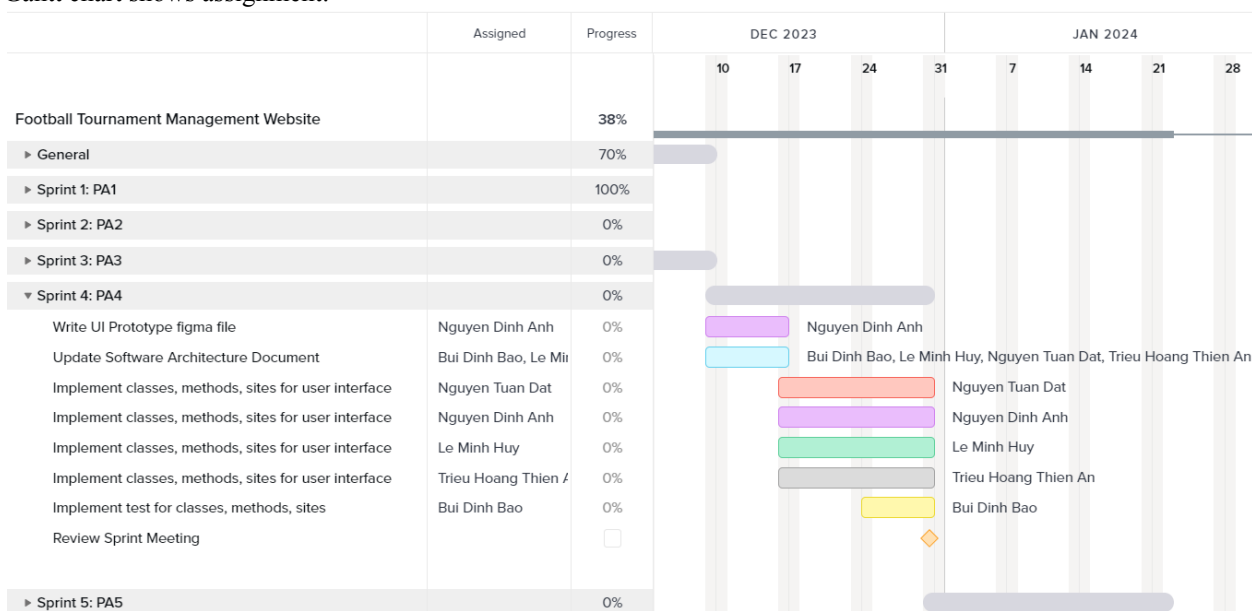 Gantt chart shows assignment:
Assigned Progress DEC 2023 JAN 2024
10 17 24 31 7 14 21 28
Football Tournament Management Website 38%
General 70%
Sprint 1: PA1 100%
Sprint 2: PA2 0%
Sprint 3: PA3 0%
Sprint 4: PA4 0%
Write UI Prototype figma file Nguyen Dinh Anh 0% Nguyen Dinh Anh
Update Software Architecture Document Bui Dinh Bao, Le Min 0% Bui Dinh Bao, Le Minh Huy, Nguyen Tuan Dat, Trieu Hoang Thien An
Implement classes, methods, sites for user interface Nguyen Tuan Dat 0% Nguyen Tuan Dat
Implement classes, methods, sites for user interface Nguyen Dinh Anh 0% Nguyen Dinh Anh
Implement classes, methods, sites for user interface Le Minh Huy 0% Le Minh Huy
Implement classes, methods, sites for user interface Trieu Hoang Thien A 0% Trieu Hoang Thien An
Implement test for classes, methods, sites Bui Dinh Bao 0% Bui Dinh Bao
Review Sprint Meeting
Sprint 5: PA5 0%